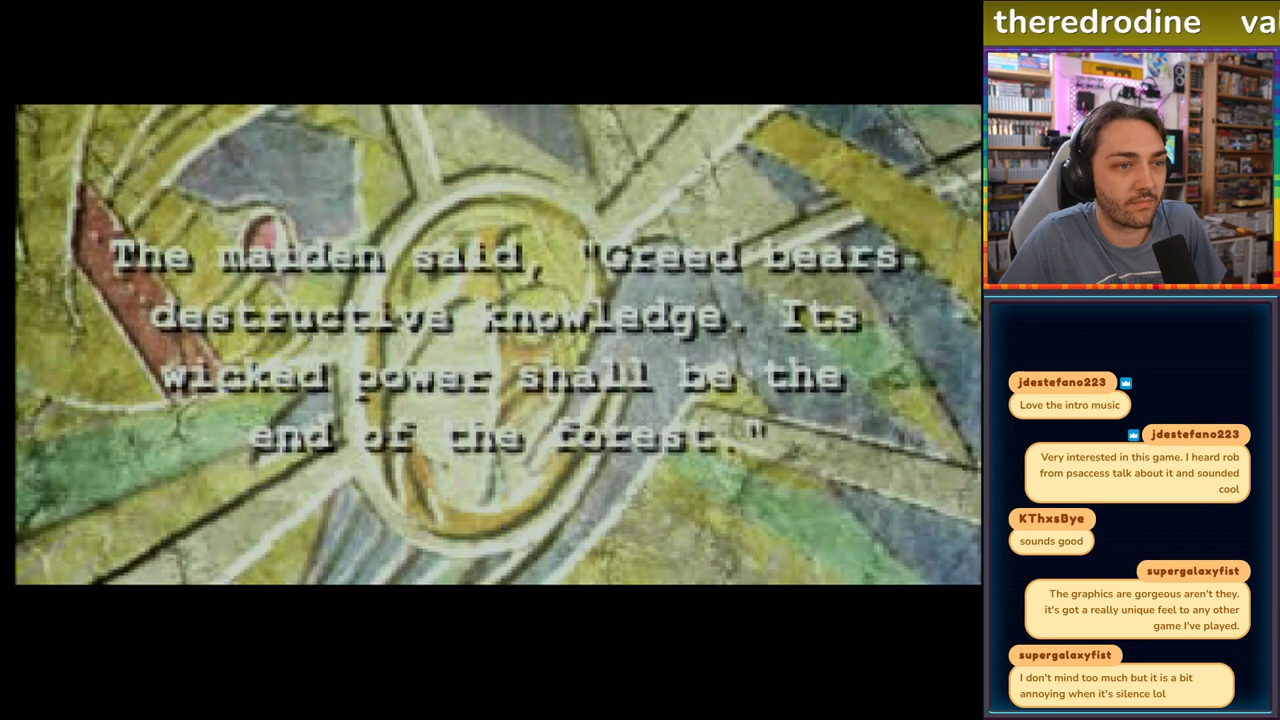 theredrodine va
The maiden said, "Greed bears
destructive knowledge. Its
wicked power shall be the
end of the forest."
jdestefano223
Love the intro music
jdestefano223
Very interested in this game. I heard rob
from psaccess talk about it and sounded
cool
KThxsBye
sounds good
supergalaxyfist
The graphics are gorgeous aren't they.
it's got a really unique feel to any other
game I've played.
supergalaxyfist
I don't mind too much but it is a bit
annoying when it's silence lol